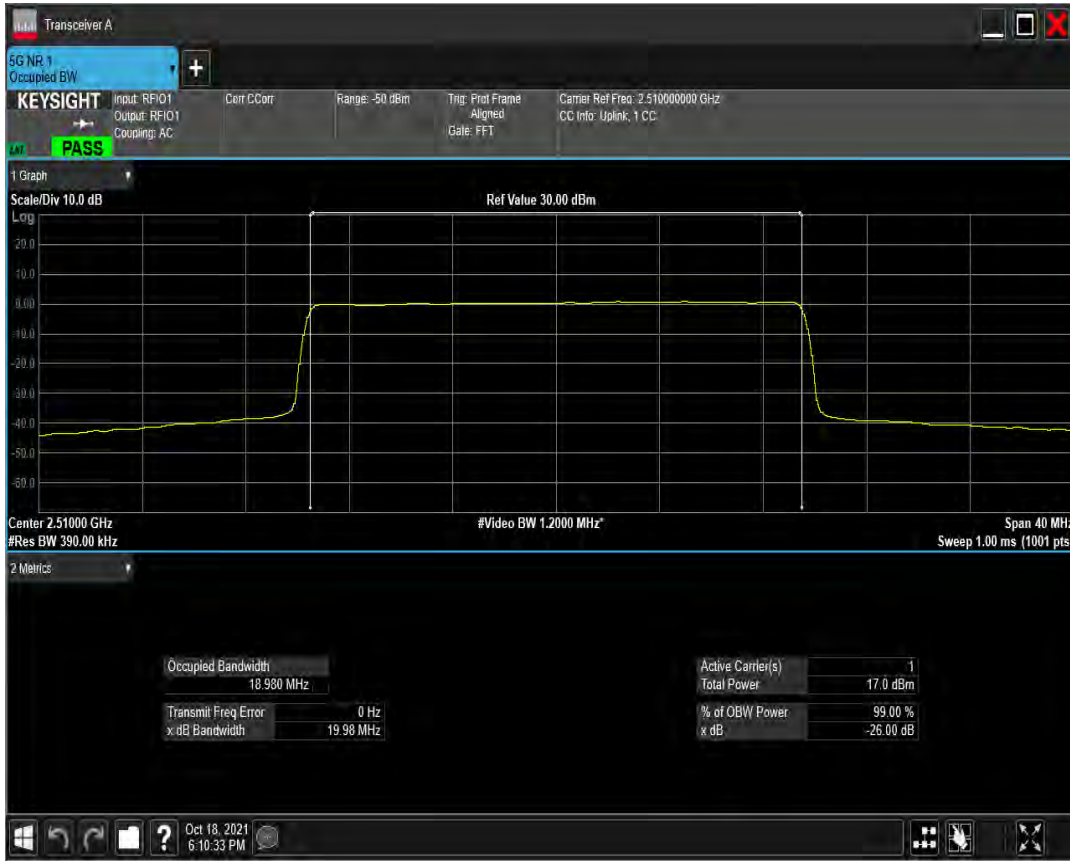 Transceiver A
5G NR 1
Occupied BW
+
KEYSIGHT
Input: RFIO1
Output: RFIO1
Coupling: AC
Corr CCorr
Range: -50 dBm
Trig: Prot Frame
Aligned
Gate: FFT
Carrier Ref Freq: 2.510000000 GHz
CC Info: Uplink, 1 CC
PASS
1 Graph
Scale/Div 10.0 dB
Ref Value 30.00 dBm
Log
20.0
10.0
0.00
-10.0
-20.0
-30.0
-40.0
-50.0
-60.0
Center 2.51000 GHz
#Video BW 1.2000 MHz*
Span 40 MHz
#Res BW 390.00 kHz
Sweep 1.00 ms (1001 pts
2 Metrics
Occupied Bandwidth
18.980 MHz
Transmit Freq Error 0 Hz
x dB Bandwidth 19.98 MHz
Active Carrier(s) 1
Total Power 17.0 dBm
% of OBW Power 99.00 %
x dB -26.00 dB
?
Oct 18, 2021
6:10:33 PM